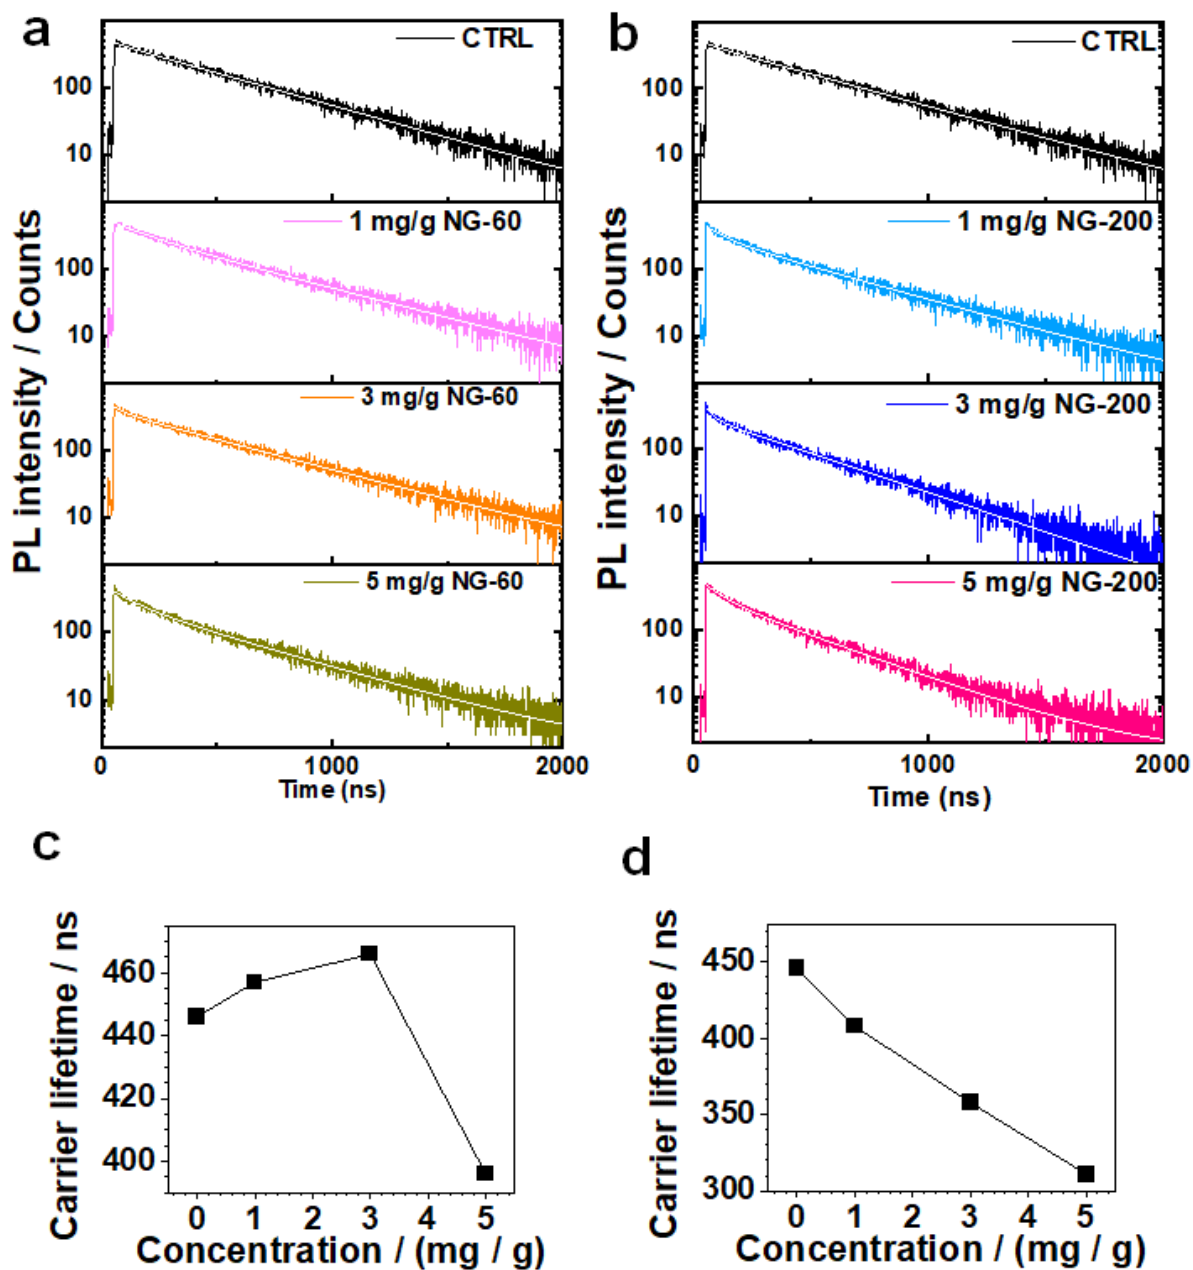 a
CTRL
100
10
1 mg/g NG-60
100
10
3 mg/g NG-60
100
10
5 mg/g NG-60
100
10
0
1000
2000
Time (ns)
PL intensity / Counts
b
CTRL
100
10
1 mg/g NG-200
100
10
3 mg/g NG-200
100
10
5 mg/g NG-200
100
10
0
1000
2000
Time (ns)
PL intensity / Counts
c
Carrier lifetime / ns
460
440
420
400
0 1 2 3 4 5
Concentration / (mg / g)
d
Carrier lifetime / ns
450
400
350
300
0 1 2 3 4 5
Concentration / (mg / g)